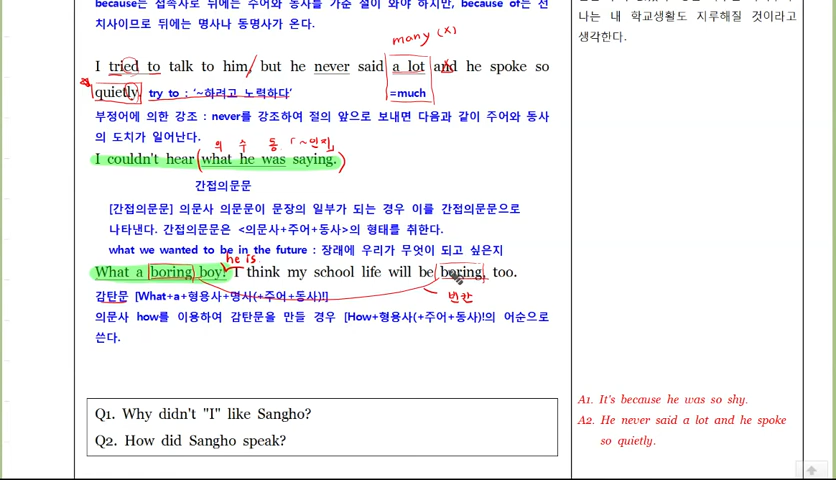 because는 접속사로 뒤에는 주어와 동사를 가준 절이 와야 하지만, because of는 전
치사이므로 뒤에는 명사나 동명사가 온다.
many (x)
I tried to talk to him, but he never said a lot and he spoke so
quietly. try to : '~하려고 노력하다' =much
부정어에 의한 강조 : never를 강조하여 절의 앞으로 보내면 다음과 같이 주어와 동사
의 도치가 일어난다.
의 주 동 「~인지」
I couldn't hear (what he was saying.)
간접의문문
[간접의문문] 의문사 의문문이 문장의 일부가 되는 경우 이를 간접의문문으로
나타낸다. 간접의문문은 <의문사+주어+동사>의 형태를 취한다.
what we wanted to be in the future : 장래에 우리가 무엇이 되고 싶은지
he is
What a boring boy! I think my school life will be boring, too.
감탄문 [What+a+형용사+명사(+주어+동사)!]
빈칸
의문사 how를 이용하여 감탄문을 만들 경우 [How+형용사(+주어+동사)!의 어순으로
쓴다.
Q1. Why didn't "I" like Sangho?
Q2. How did Sangho speak?
나는 내 학교생활도 지루해질 것이라고
생각한다.
A1. It's because he was so shy.
A2. He never said a lot and he spoke
so quietly.